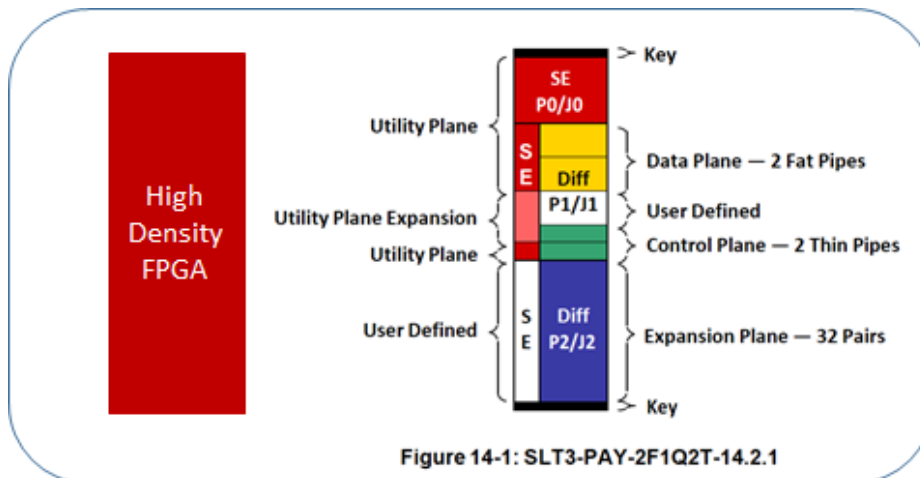 High
Density
FPGA
Key
SE
P0/J0
Utility Plane
S
E
Diff
Data Plane — 2 Fat Pipes
P1/J1
User Defined
Utility Plane Expansion
Control Plane — 2 Thin Pipes
Utility Plane
User Defined
S
E
Diff
P2/J2
Expansion Plane — 32 Pairs
Key
Figure 14-1: SLT3-PAY-2F1Q2T-14.2.1